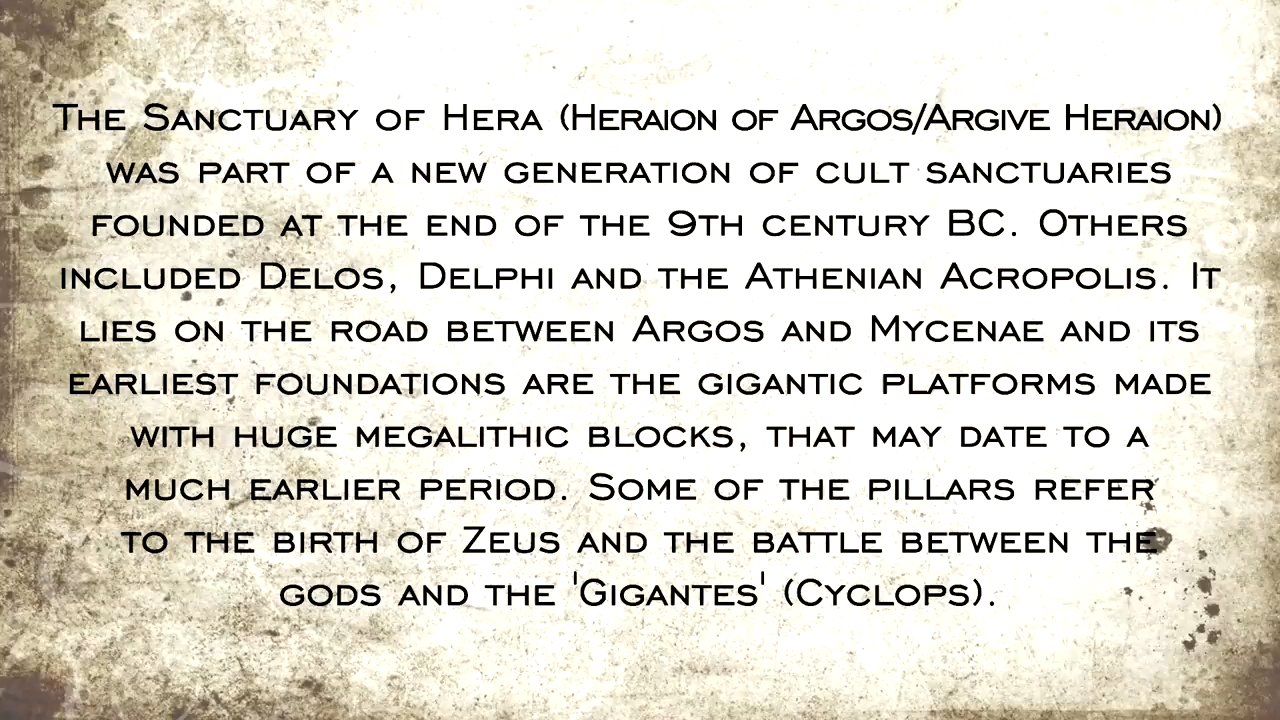 The Sanctuary of Hera (Heraion of Argos/Argive Heraion)
was part of a new generation of cult sanctuaries
founded at the end of the 9th century BC. Others
included Delos, Delphi and the Athenian Acropolis. It
lies on the road between Argos and Mycenae and its
earliest foundations are the gigantic platforms made
with huge megalithic blocks, that may date to a
much earlier period. Some of the pillars refer
to the birth of Zeus and the battle between the
gods and the 'Gigantes' (Cyclops).